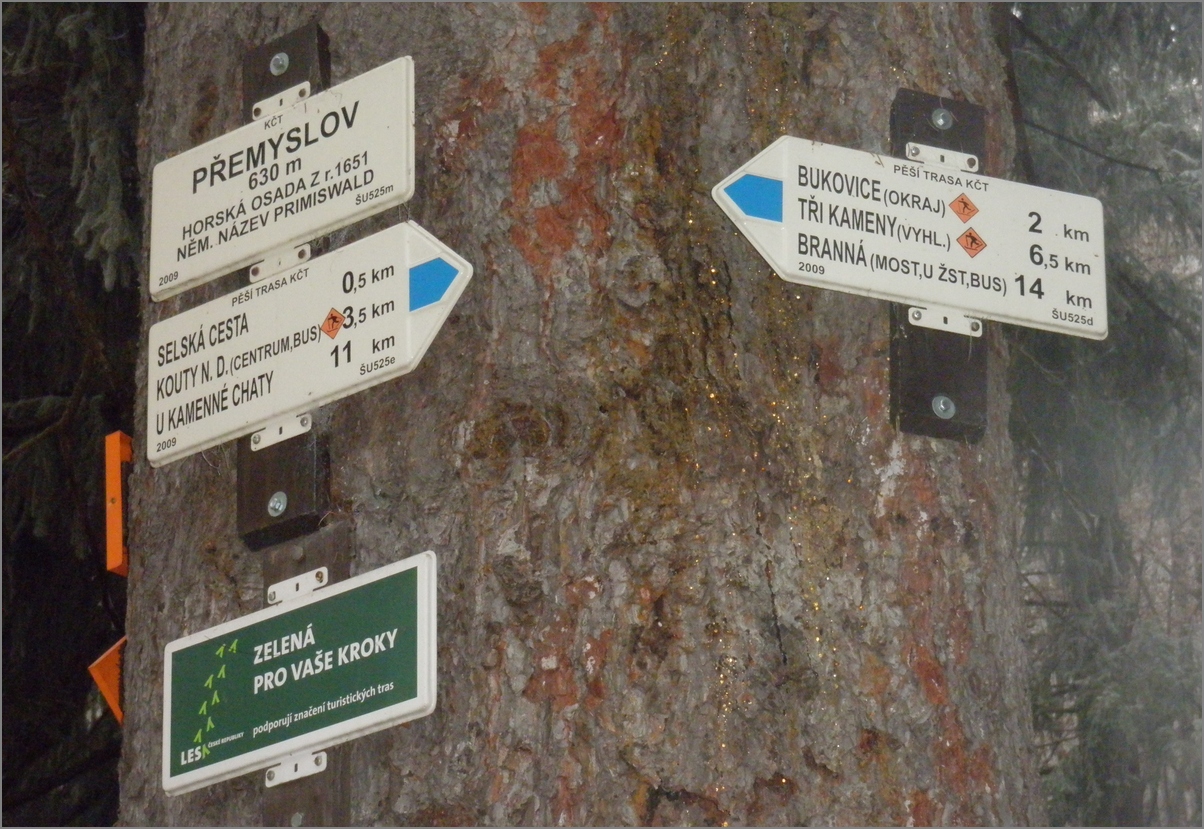 KČT
PŘEMYSLOV
630 m
HORSKÁ OSADA Z r.1651
NĚM. NÁZEV PRIMISWALD
2009 ŠU525m
PĚŠÍ TRASA KČT
SELSKÁ CESTA 0,5 km
KOUTY N. D.(CENTRUM,BUS) 3,5 km
U KAMENNÉ CHATY 11 km
2009 ŠU525e
ZELENÁ
PRO VAŠE KROKY
podporují značení turistických tras
LESY ČESKÉ REPUBLIKY
PĚŠÍ TRASA KČT
BUKOVICE(OKRAJ) 2 km
TŘI KAMENY(VYHL.) 6,5 km
BRANNÁ (MOST,U ŽST,BUS) 14 km
2009 ŠU525d